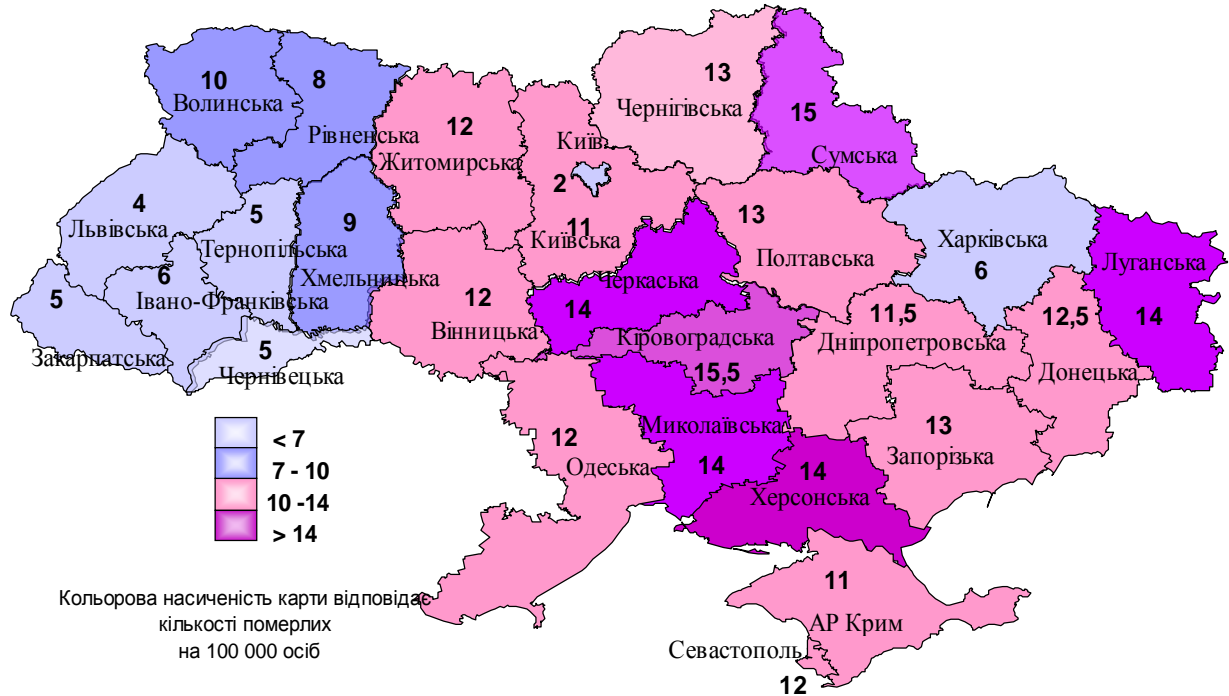 10
Волинська
8
Рівненська
12
Житомирська
Київ
2
11
Київська
13
Чернігівська
15
Сумська
4
Львівська
5
Тернопільська
9
Хмельницька
6
Івано-Франківська
5
Закарпатська
5
Чернівецька
12
Вінницька
14
Черкаська
13
Полтавська
Харківська
6
Луганська
14
Кіровоградська
15,5
11,5
Дніпропетровська
12,5
Донецька
12
Одеська
Миколаївська
14
14
Херсонська
13
Запорізька
11
АР Крим
Севастополь
12
< 7
7 - 10
10 -14
> 14
Кольорова насиченість карти відповідає
кількості померлих
на 100 000 осіб